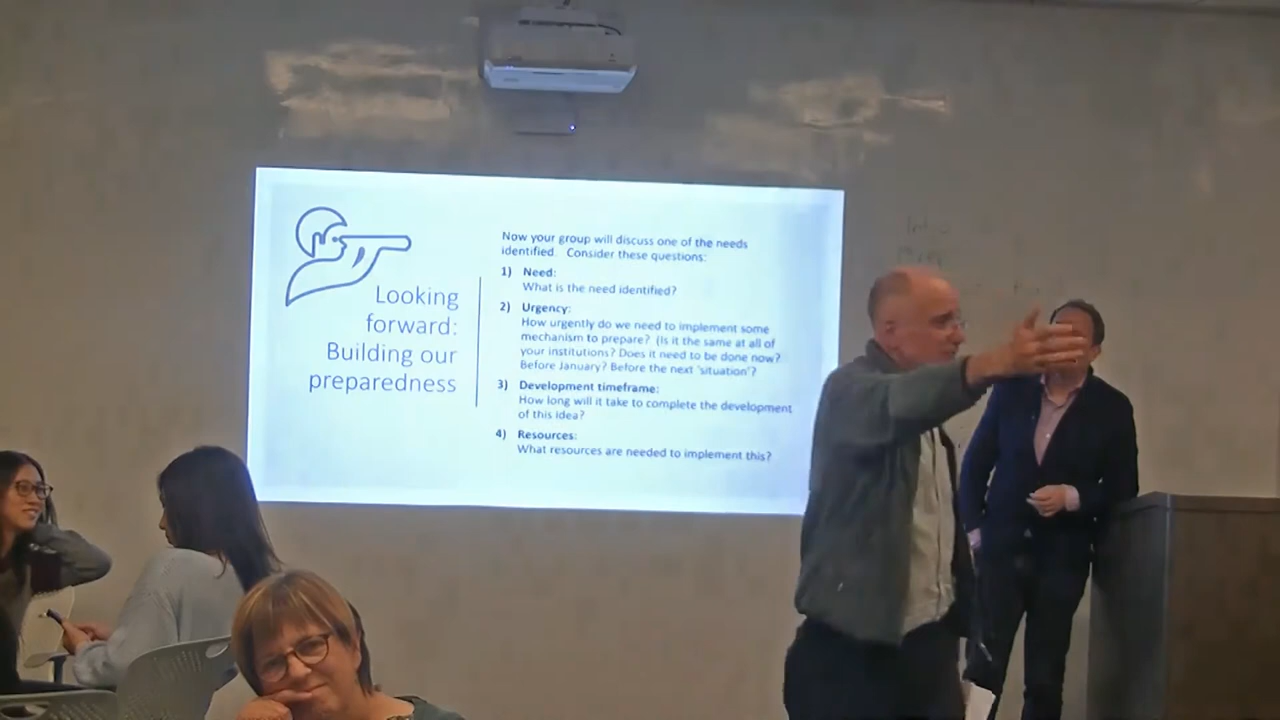 Looking
forward:
Building our
preparedness
Now your group will discuss one of the needs
identified. Consider these questions:
1) Need:
What is the need identified?
2) Urgency:
How urgently do we need to implement some
mechanism to prepare? (Is it the same at all of
your institutions? Does it need to be done now?
Before January? Before the next 'situation'?
3) Development timeframe:
How long will it take to complete the development
of this idea?
4) Resources:
What resources are needed to implement this?